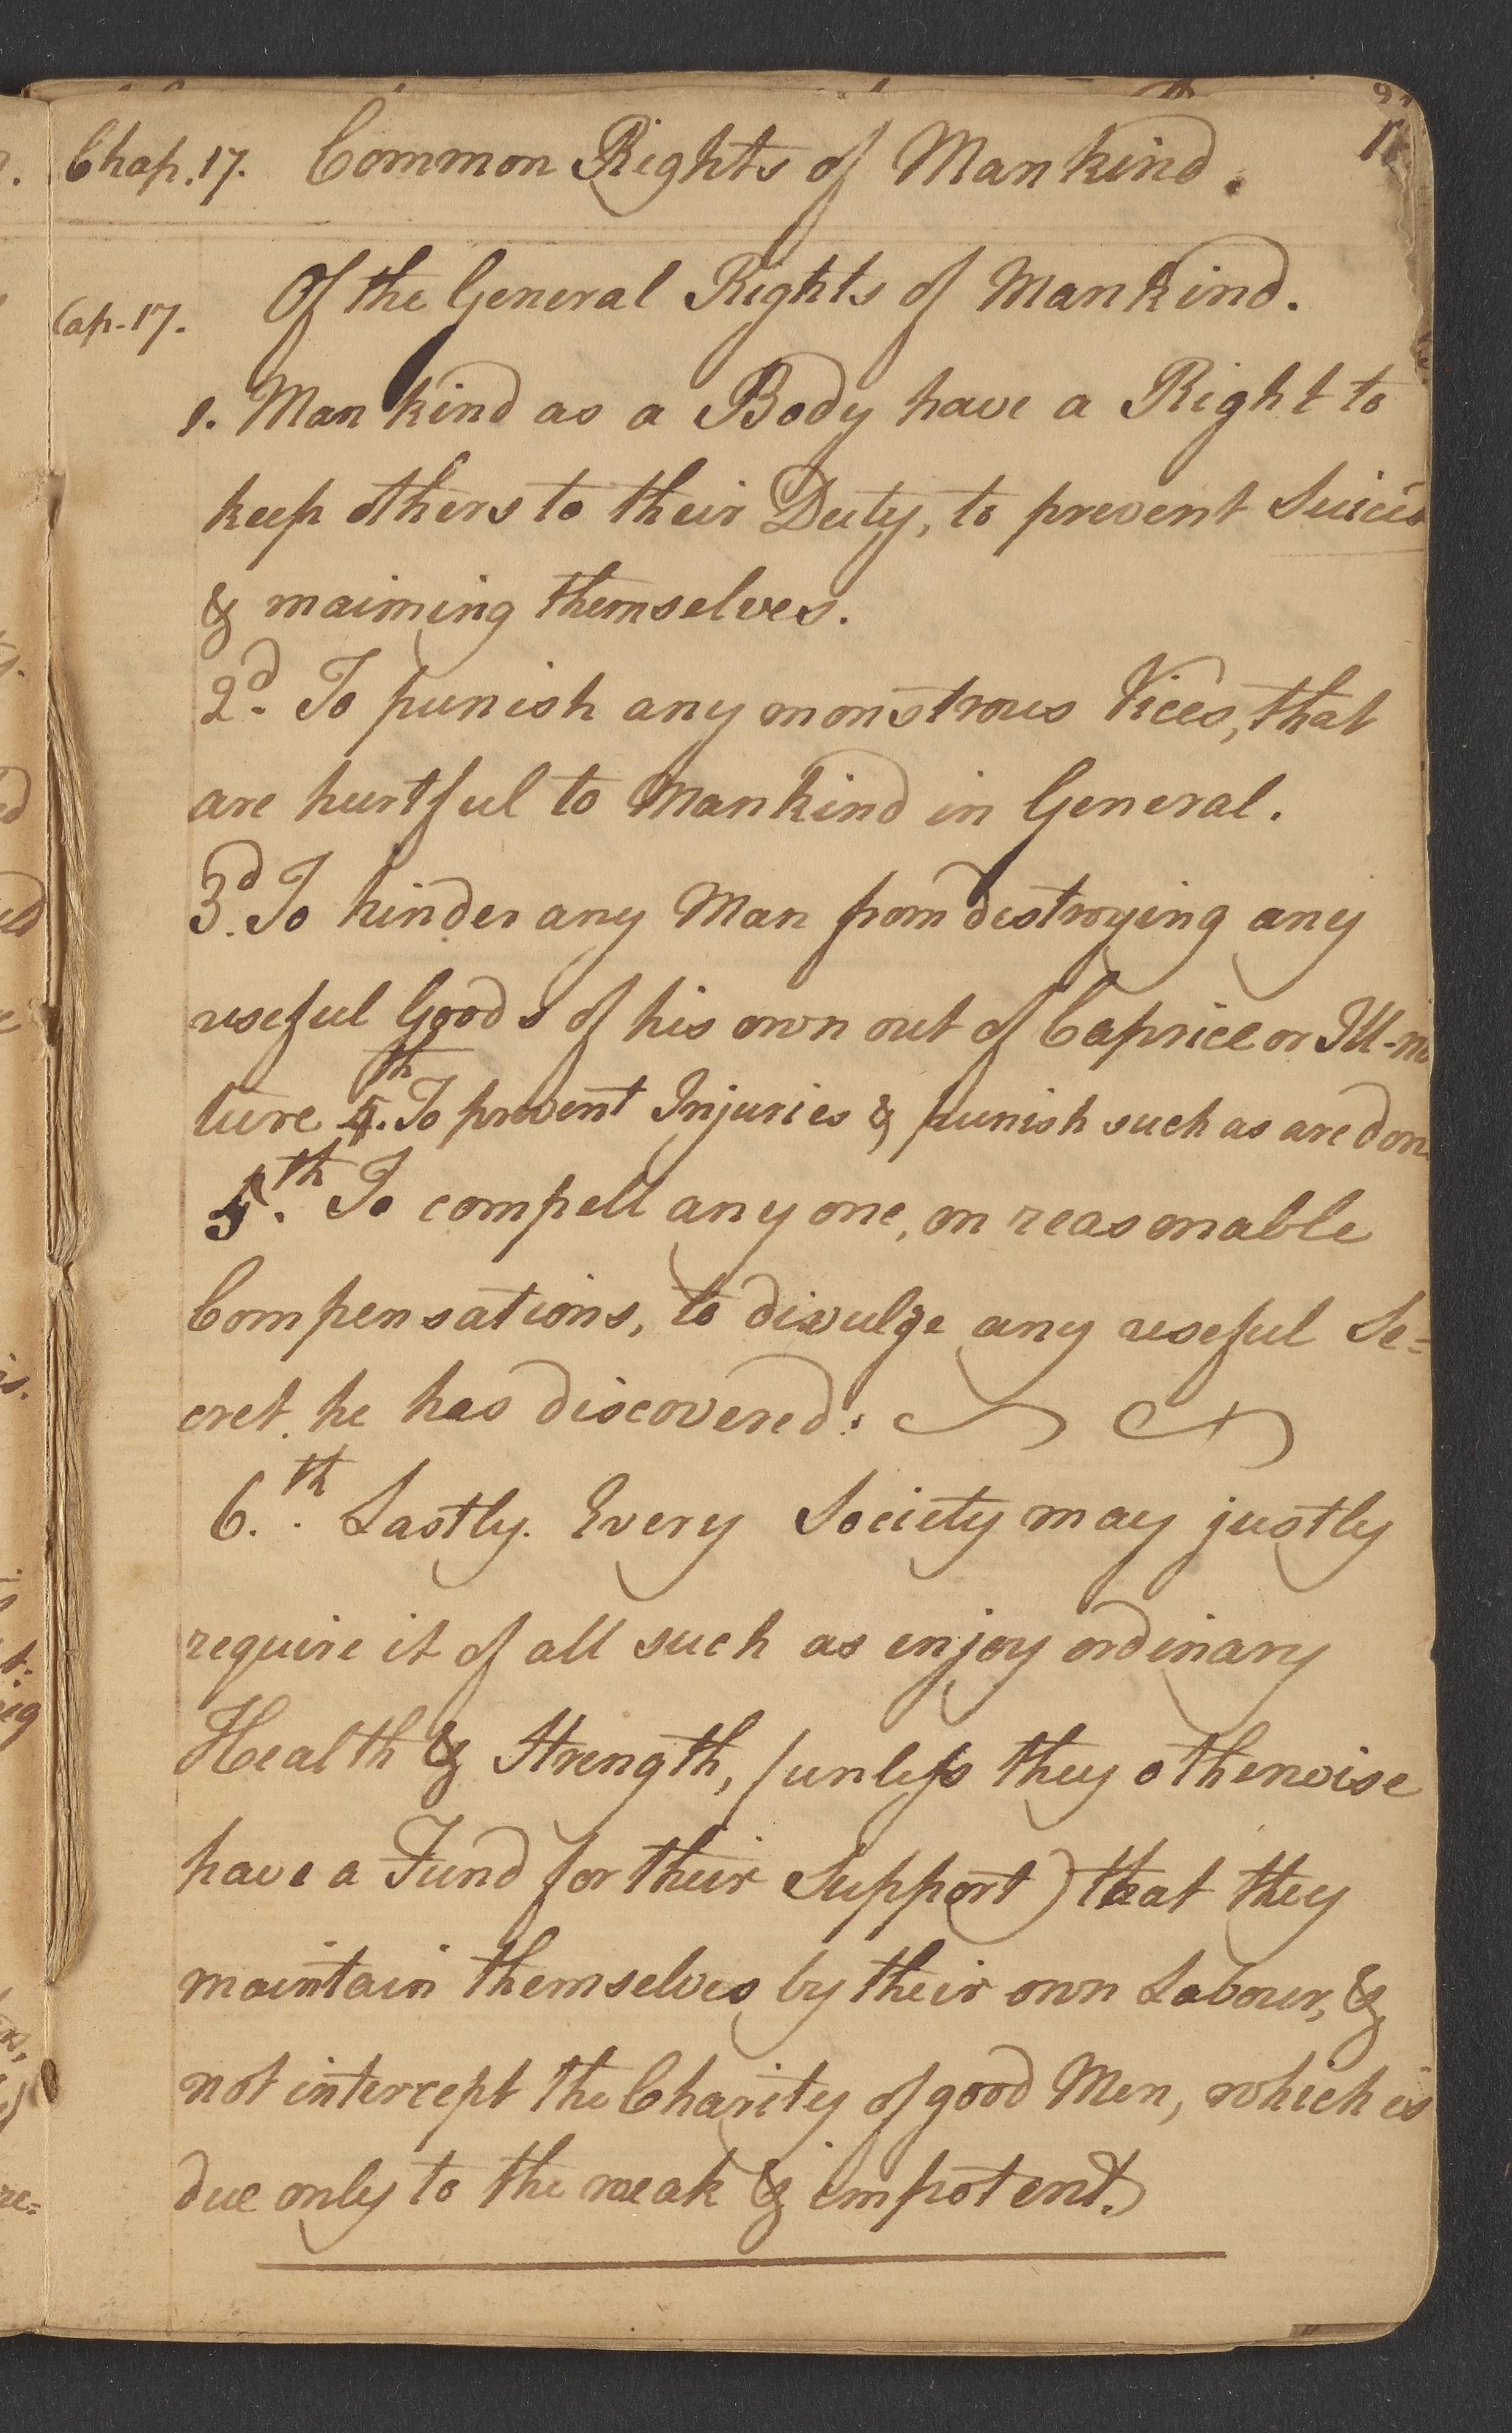 Chap. 17. Common Rights of Mankind.
Cap. 17. Of the General Rights of Mankind.
1. Mankind as a Body have a Right to
keep others to their Duty, to prevent
& maiming themselves.
2d. To punish any monstrous Vices, that
are hurtful to Mankind in General.
3d. To hinder any Man from destroying any
useful Goods of his own out of Caprice or Ill-na
ture 4th. To prevent Injuries & punish such as are don
5th. To compell any one, on reasonable
Compensations, to divulge any useful Se=
cret he has discovered:
6th. Lastly. Every Society may justly
require it of all such as enjoy ordinary
Health & Strength, (unless they otherwise
have a Fund for their Support) that they
maintain themselves by their own Labour, &
not intercept the Charity of good Men, which is
due only to the weak & impotent.